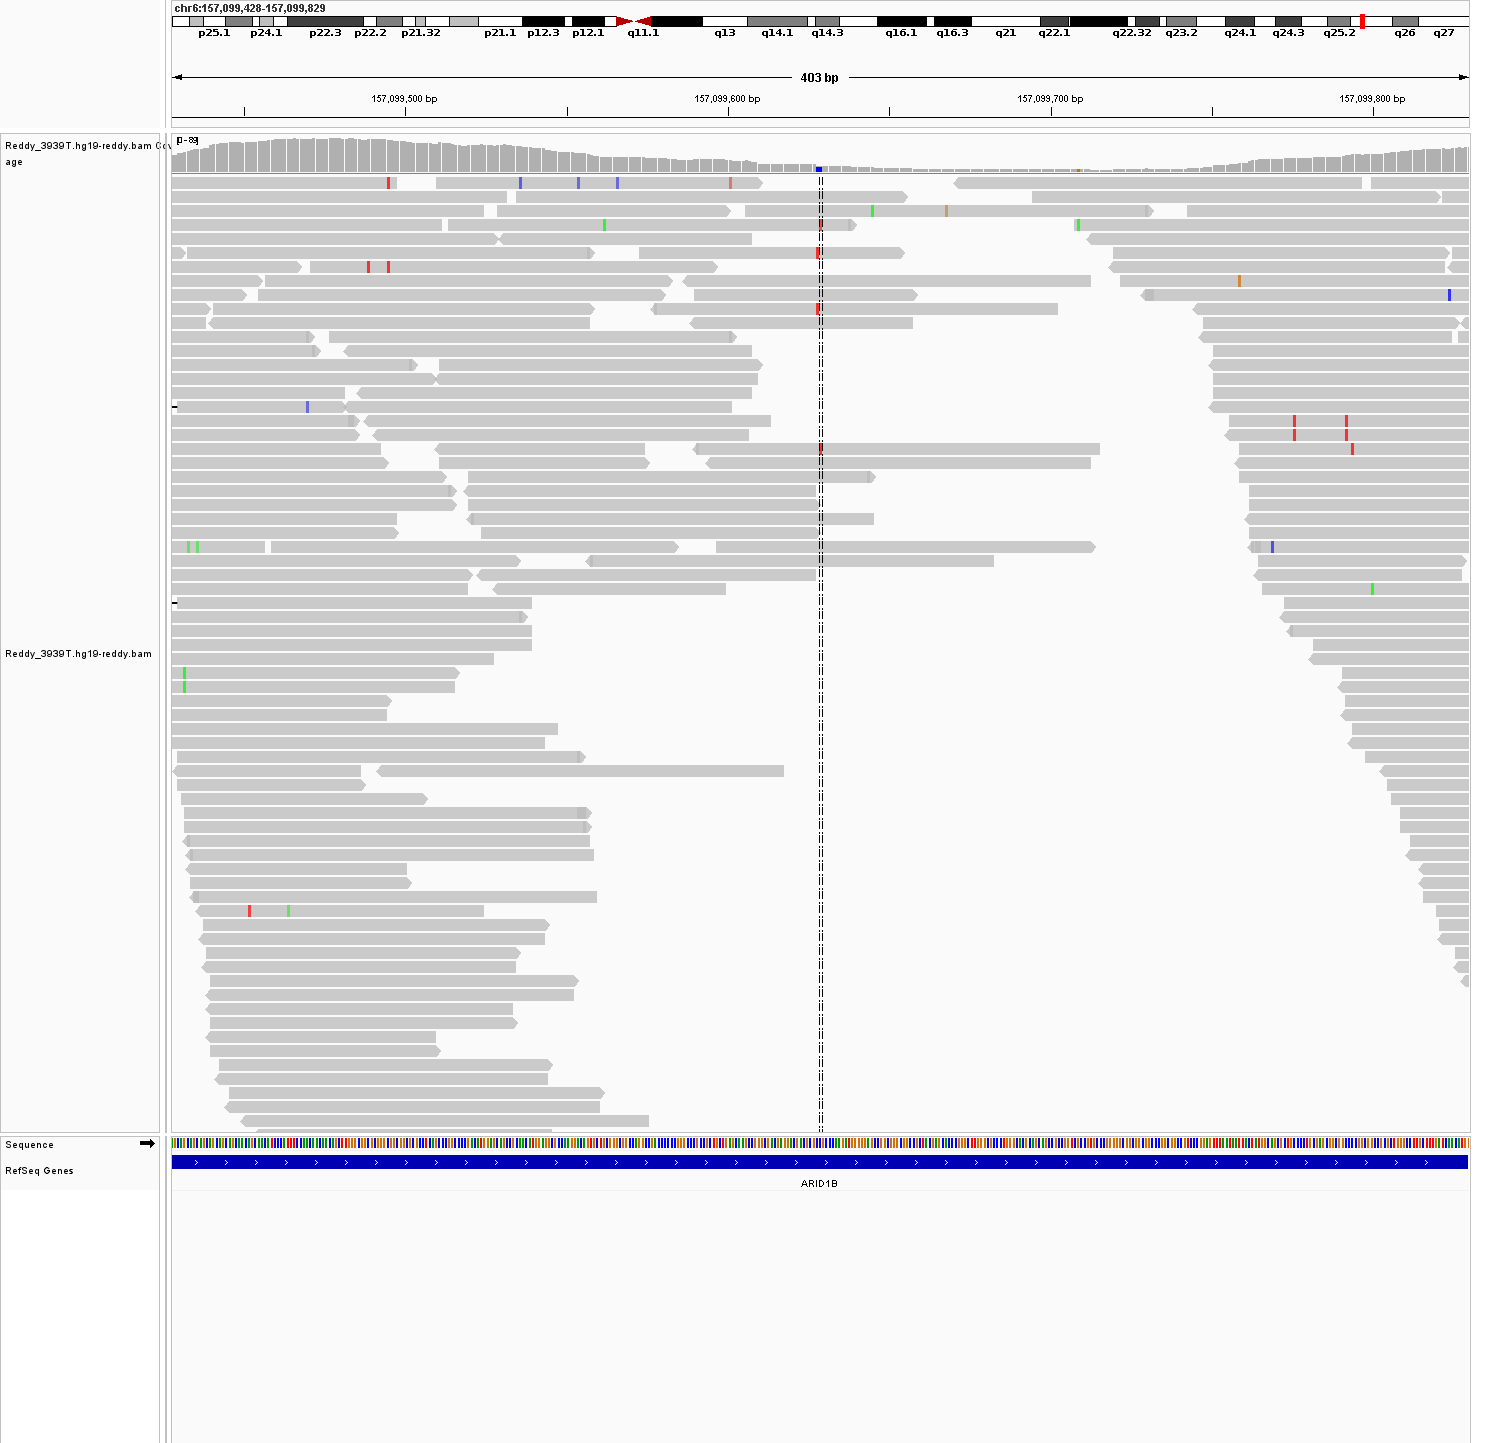 chr6:157,099,428-157,099,829
p25.1 p24.1 p22.3 p22.2 p21.32 p21.1 p12.3 p12.1 q11.1 q13 q14.1 q14.3 q16.1 q16.3 q21 q22.1 q22.32 q23.2 q24.1 q24.3 q25.2 q26 q27
403 bp
157,099,500 bp 157,099,600 bp 157,099,700 bp 157,099,800 bp
[0 - 89]
Reddy_3939T.hg19-reddy.bam Cov
age
Reddy_3939T.hg19-reddy.bam
Sequence
RefSeq Genes
ARID1B